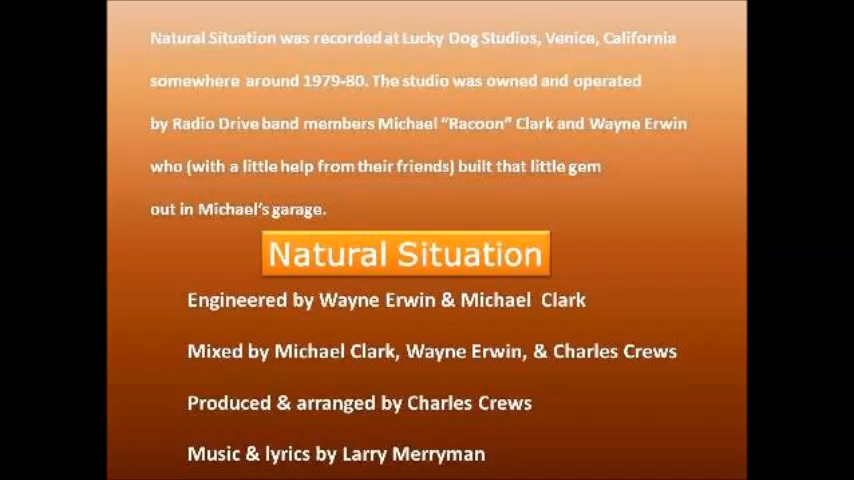 Natural Situation was recorded at Lucky Dog Studios, Venice, California
somewhere around 1979-80. The studio was owned and operated
by Radio Drive band members Michael “Racoon” Clark and Wayne Erwin
who (with a little help from their friends) built that little gem
out in Michael’s garage.
Natural Situation
Engineered by Wayne Erwin & Michael Clark
Mixed by Michael Clark, Wayne Erwin, & Charles Crews
Produced & arranged by Charles Crews
Music & lyrics by Larry Merryman